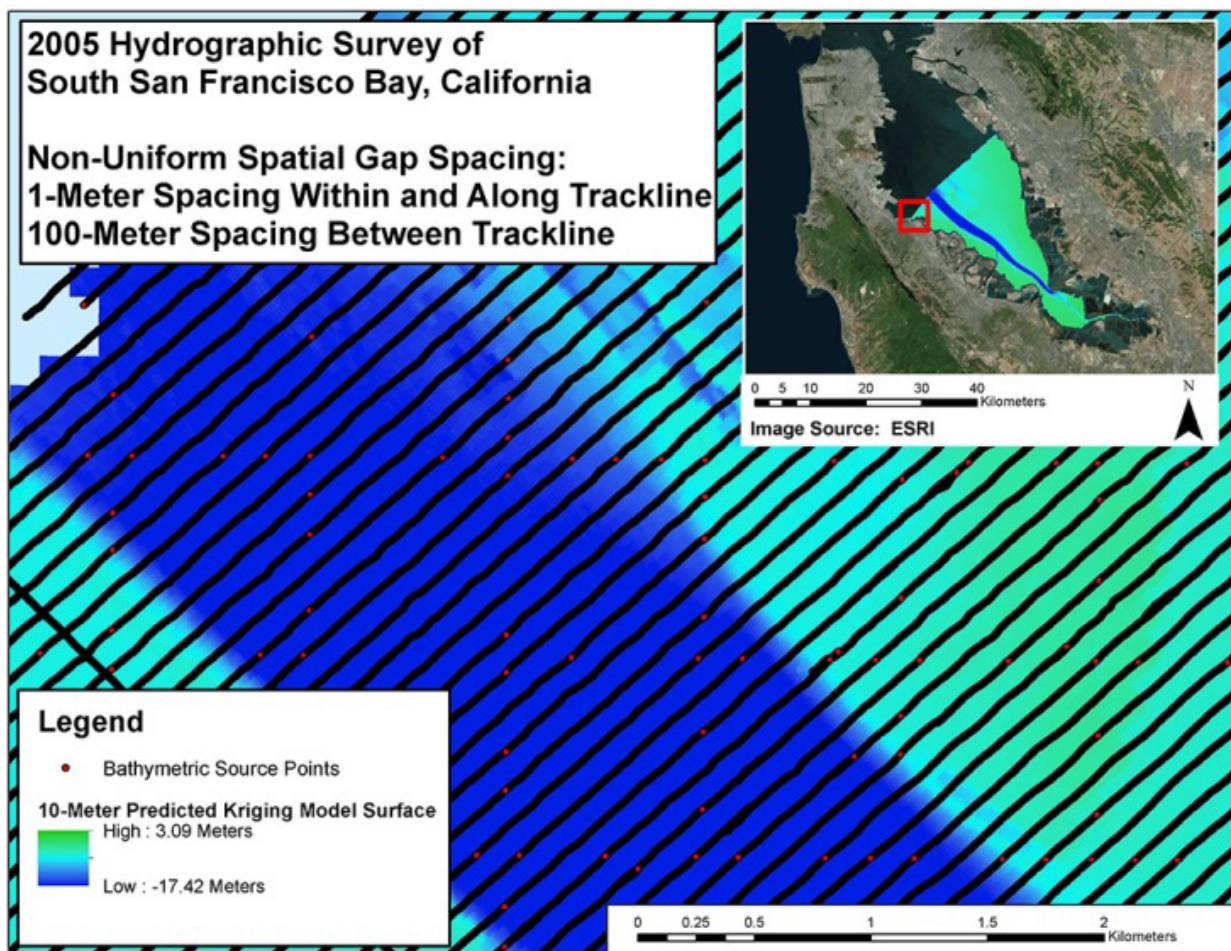 2005 Hydrographic Survey of
South San Francisco Bay, California
Non-Uniform Spatial Gap Spacing:
1-Meter Spacing Within and Along Trackline
100-Meter Spacing Between Trackline
0 5 10 20 30 40
Kilometers
N
Image Source: ESRI
Legend
Bathymetric Source Points
10-Meter Predicted Kriging Model Surface
High : 3.09 Meters
Low : -17.42 Meters
0 0.25 0.5 1 1.5 2
Kilometers